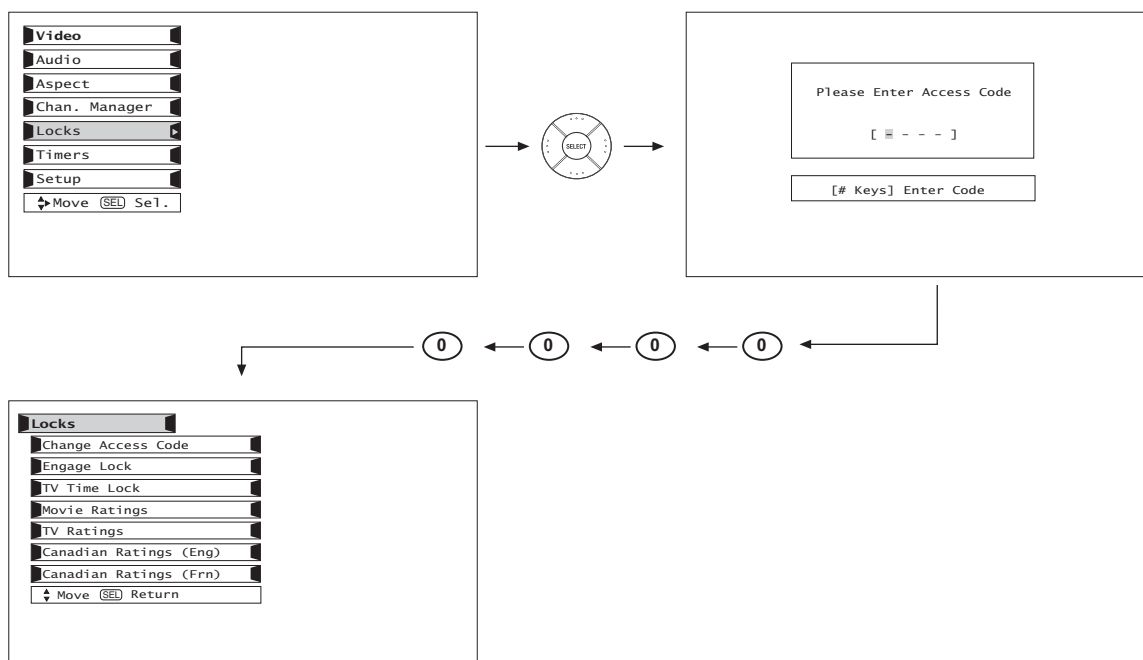 Video
Audio
Aspect
Chan. Manager
Locks
Timers
Setup
Move SEL Sel.
SELECT
Please Enter Access Code
[ - - - - ]
[# Keys] Enter Code
0 0 0 0
Locks
Change Access Code
Engage Lock
TV Time Lock
Movie Ratings
TV Ratings
Canadian Ratings (Eng)
Canadian Ratings (Frn)
Move SEL Return